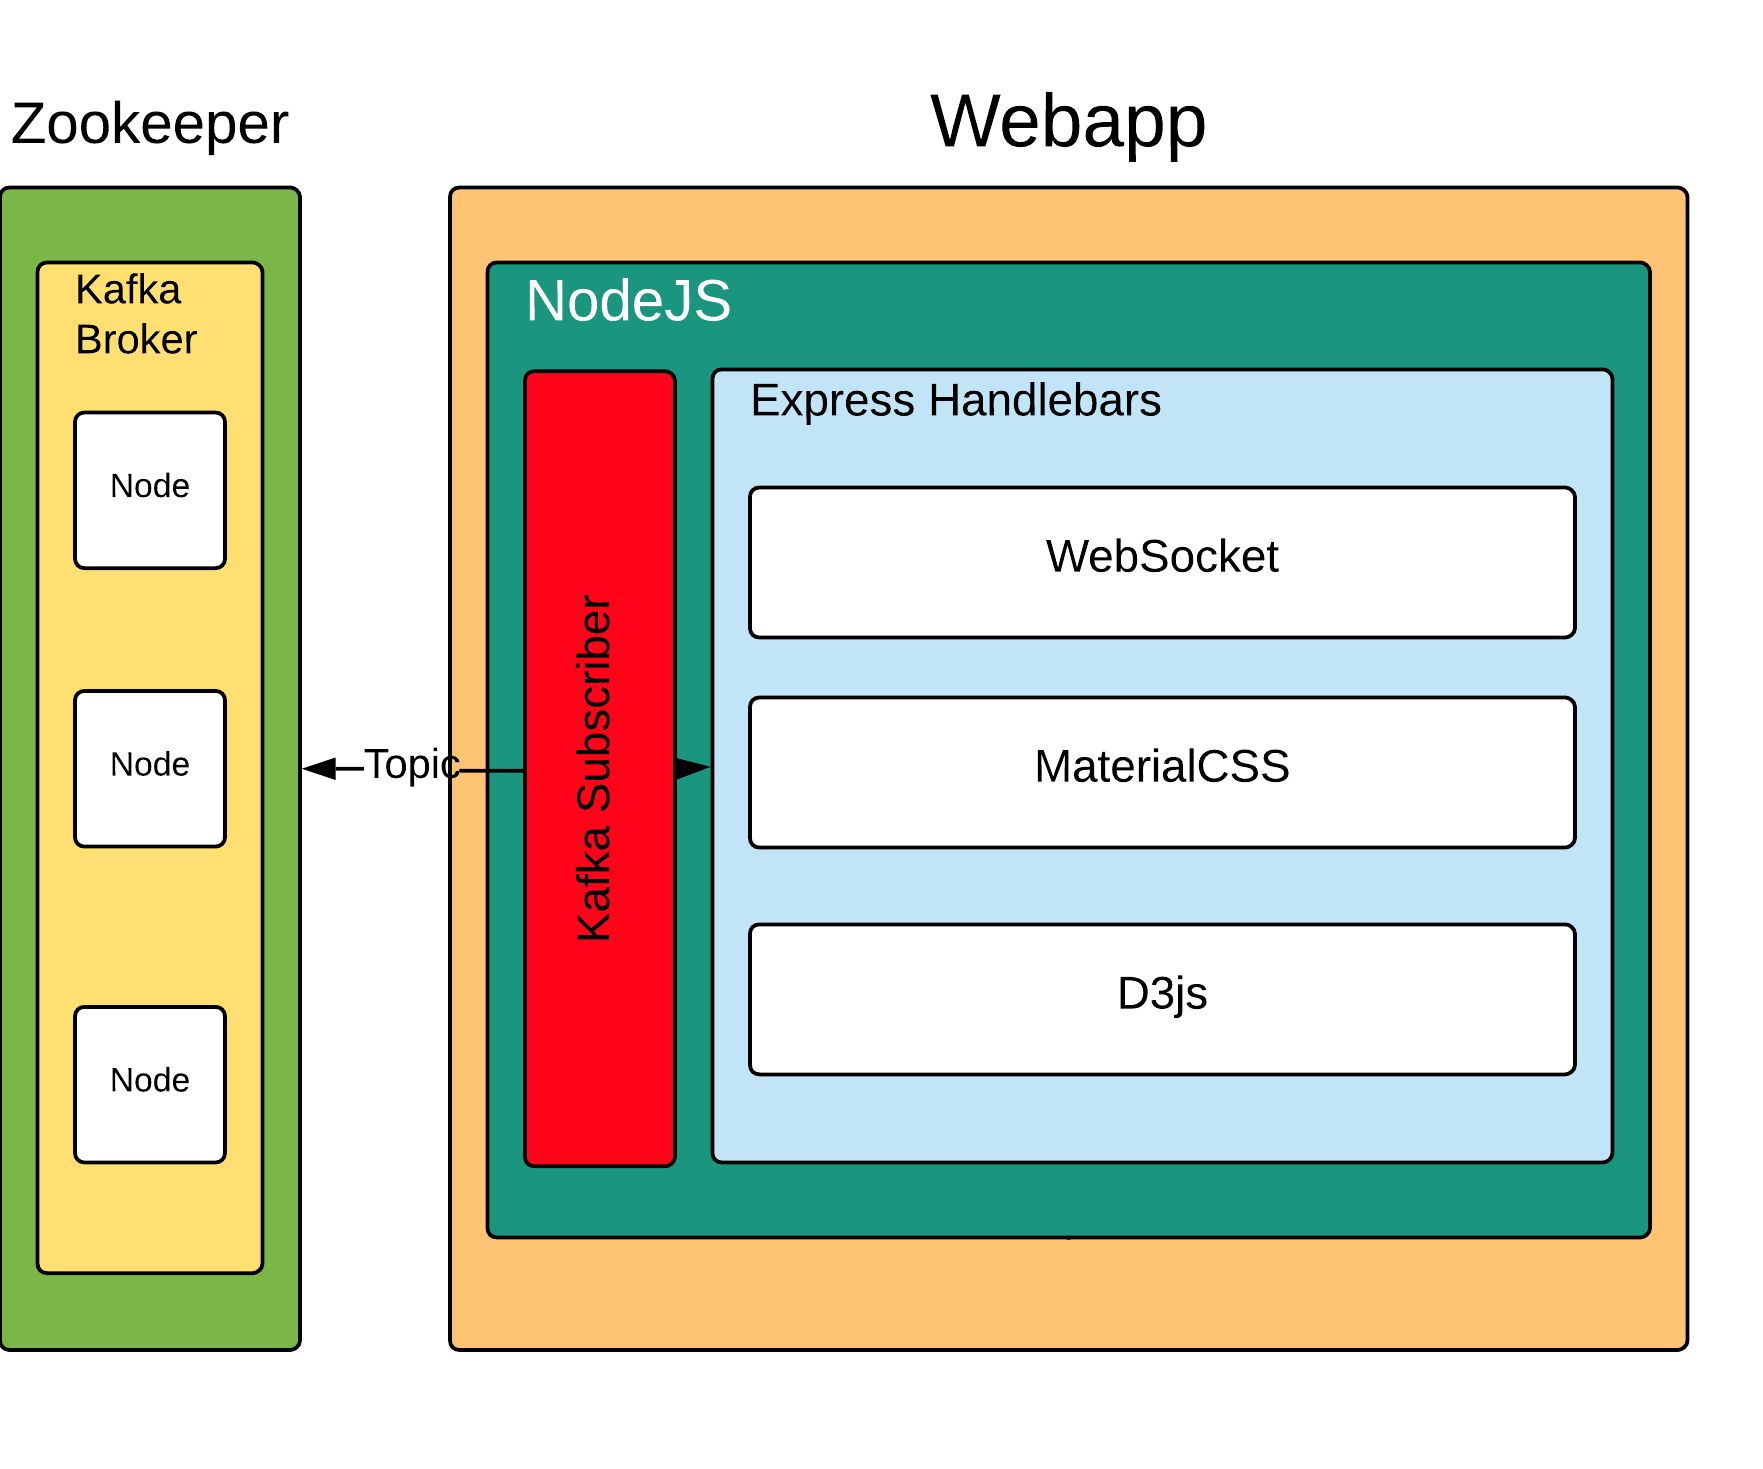 Zookeeper
Webapp
Kafka
Broker
Node
Node
Node
Topic
NodeJS
Kafka Subscriber
Express Handlebars
WebSocket
MaterialCSS
D3js